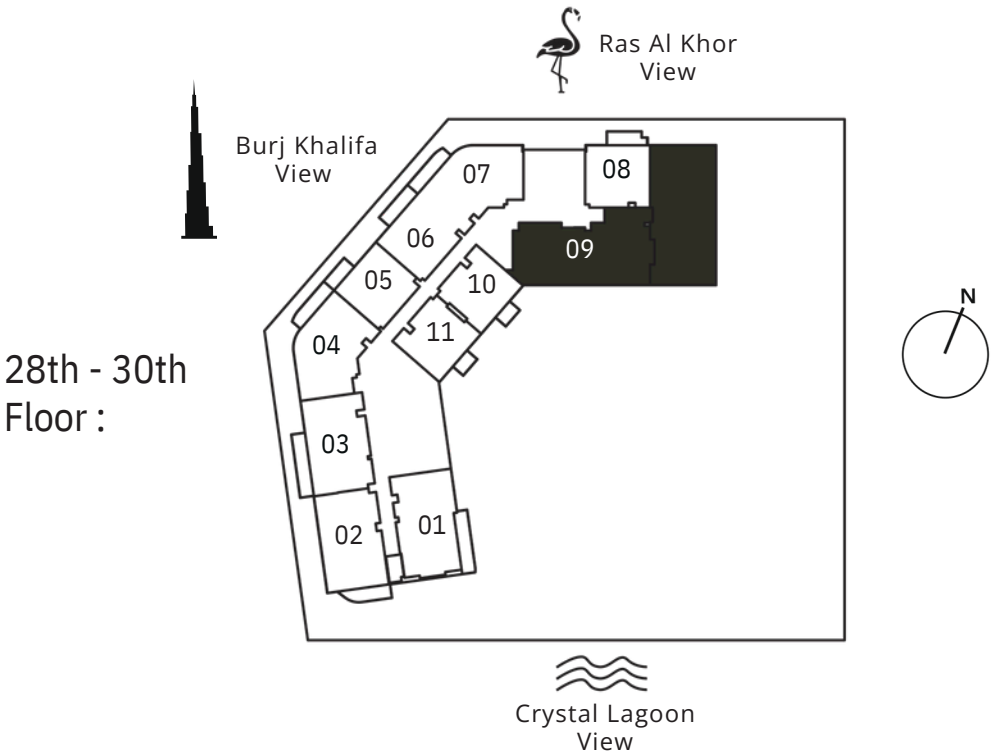 Ras Al Khor
View
Burj Khalifa
View
07
08
06
09
05
10
04
11
N
28th - 30th
Floor :
03
02
01
Crystal Lagoon
View